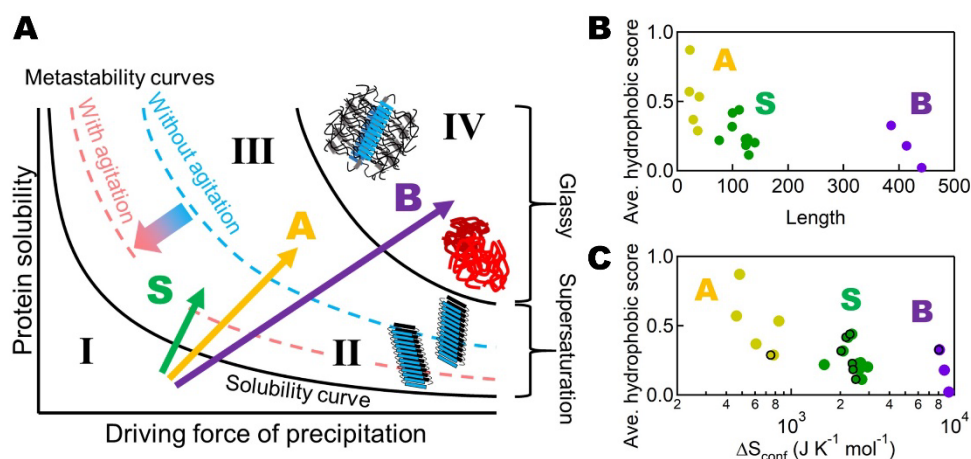 A
Metastability curves
With agitation
Without agitation
III
IV
A
B
S
I
II
Solubility curve
Protein solubility
Driving force of precipitation
Glassy
Supersaturation
B
Ave. hydrophobic score
1.0
0.5
0.0
A
S
B
0 100 200 300 400 500
Length
C
Ave. hydrophobic score
1.0
0.5
0.0
A
S
B
2 4 6 8 10³ 2 4 6 8 10⁴
ΔSconf (J K⁻¹ mol⁻¹)